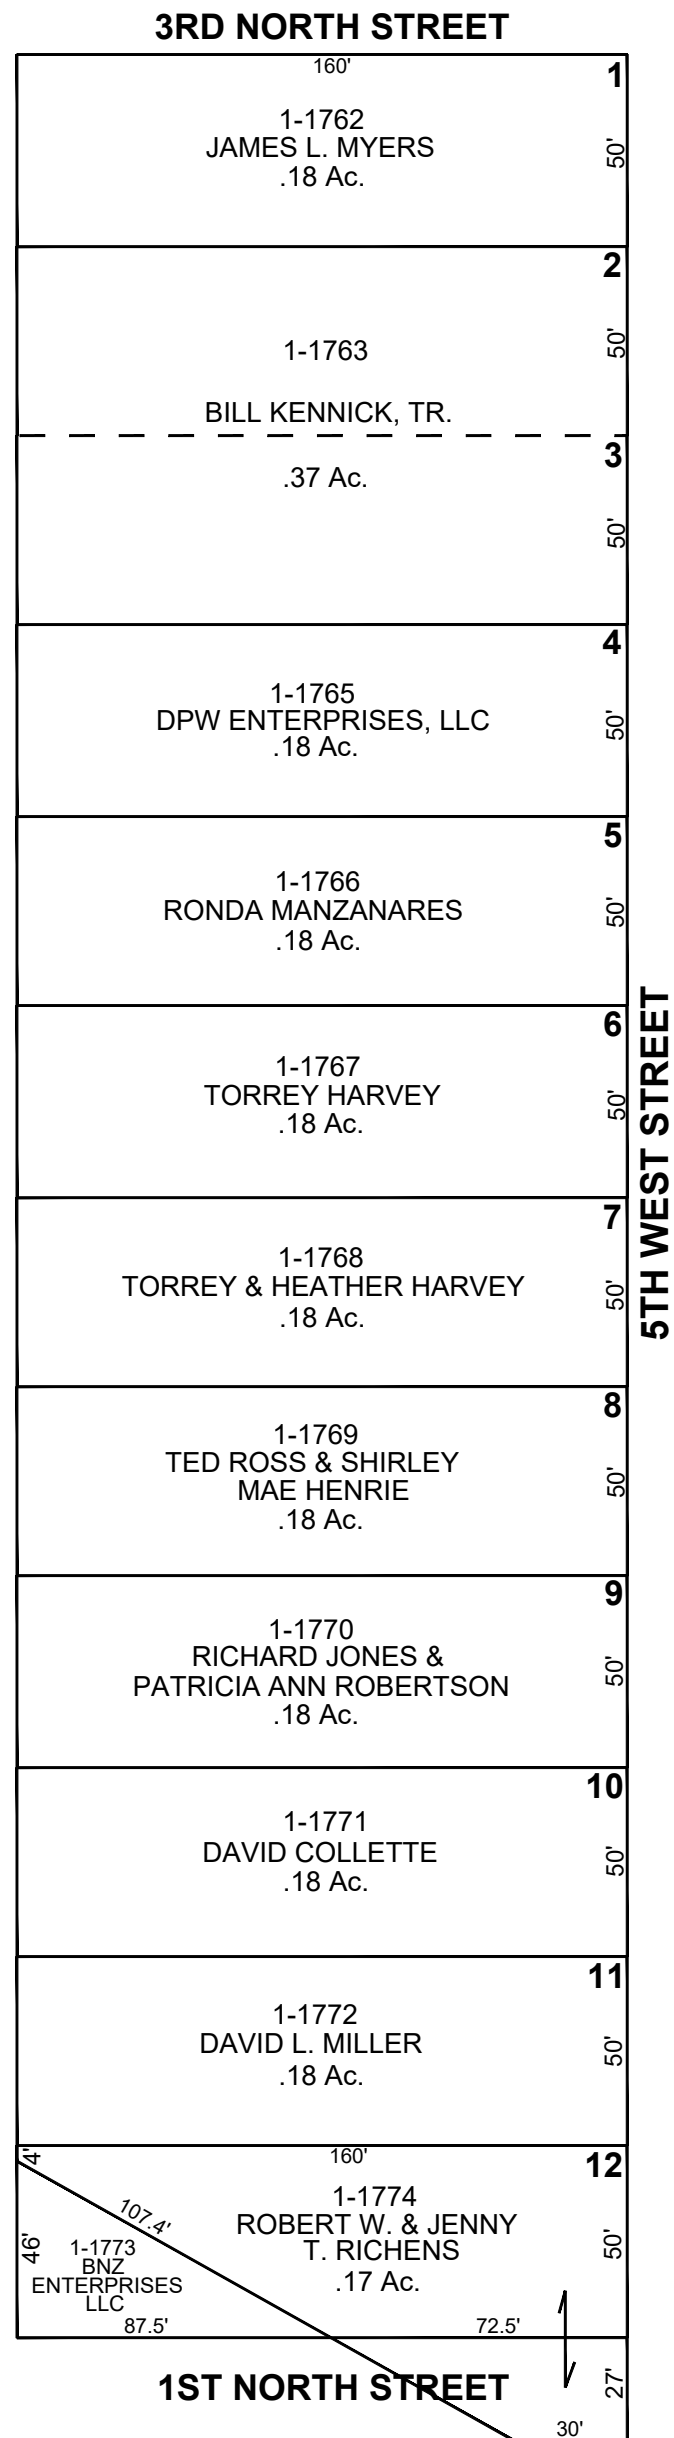 3RD NORTH STREET
160'
1
1-1762
JAMES L. MYERS
.18 Ac.
50'
2
1-1763
50'
BILL KENNICK, TR.
3
.37 Ac.
50'
4
1-1765
DPW ENTERPRISES, LLC
.18 Ac.
50'
5
1-1766
RONDA MANZANARES
.18 Ac.
50'
5TH WEST STREET
6
1-1767
TORREY HARVEY
.18 Ac.
50'
7
1-1768
TORREY & HEATHER HARVEY
.18 Ac.
50'
8
1-1769
TED ROSS & SHIRLEY
MAE HENRIE
.18 Ac.
50'
9
1-1770
RICHARD JONES &
PATRICIA ANN ROBERTSON
.18 Ac.
50'
10
1-1771
DAVID COLLETTE
.18 Ac.
50'
11
1-1772
DAVID L. MILLER
.18 Ac.
50'
4'
160'
12
107.4'
1-1774
ROBERT W. & JENNY
T. RICHENS
.17 Ac.
50'
46'
1-1773
BNZ
ENTERPRISES
LLC
87.5'
72.5'
1ST NORTH STREET
27'
30'